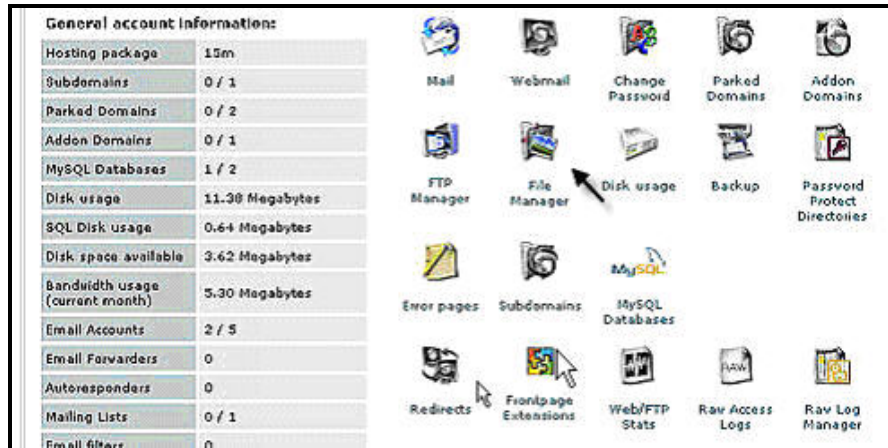 General account information:
Hosting package 15m
Subdomains 0 / 1
Parked Domains 0 / 2
Addon Domains 0 / 1
MySQL Databases 1 / 2
Disk usage 11.38 Megabytes
SQL Disk usage 0.64 Megabytes
Disk space available 3.62 Megabytes
Bandwidth usage
(current month) 5.30 Megabytes
Email Accounts 2 / 5
Email Forwarders 0
Autoresponders 0
Mailing Lists 0 / 1
Email filters 0
Mail Webmail Change Parked Addon
Password Domains Domains
FTP File Disk usage Backup Password
Manager Manager Protect
Directories
MySQL
Error pages Subdomains MySQL
Databases
RAW
Redirects Frontpage Web/FTP Raw Access Raw Log
Extensions Stats Logs Manager